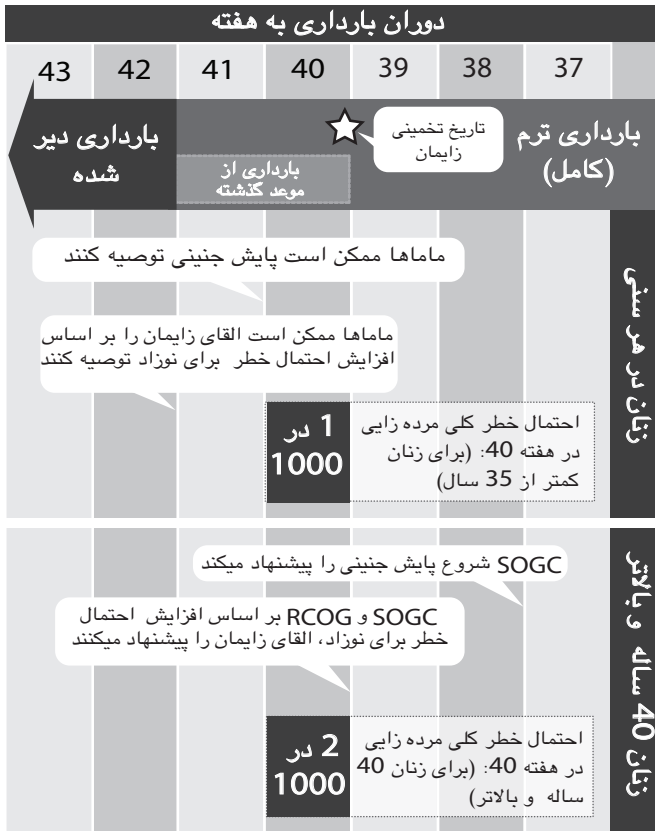 دوران بارداری به هفته
37 38 39 40 41 42 43
بارداری ترم
(کامل)
تاریخ تخمینی
زایمان
بارداری از
موعد گذشته
بارداری دیر
شده
زنان در هر سنی
ماماها ممکن است پایش جنینی توصیه کنند
ماماها ممکن است القای زایمان را بر اساس
افزایش احتمال خطر برای نوزاد توصیه کنند
احتمال خطر کلی مرده زایی
در هفته 40: (برای زنان
کمتر از 35 سال)
1 در
1000
زنان 40 ساله و بالاتر
SOGC شروع پایش جنینی را پیشنهاد میکند
SOGC و RCOG بر اساس افزایش احتمال
خطر برای نوزاد، القای زایمان را پیشنهاد میکنند
احتمال خطر کلی مرده زایی
در هفته 40: (برای زنان 40
ساله و بالاتر)
2 در
1000